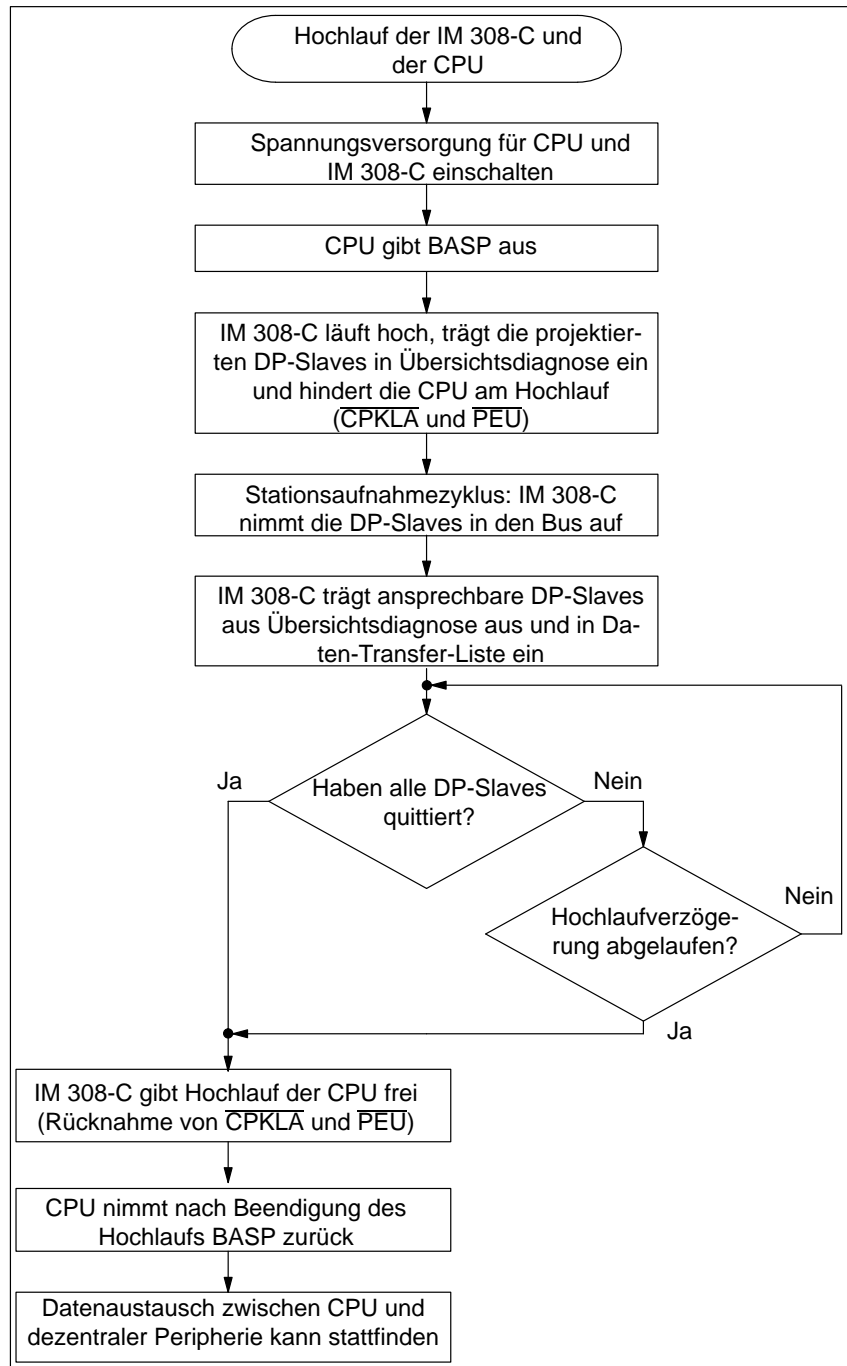 Hochlauf der IM 308-C und
der CPU
Spannungsversorgung für CPU und
IM 308-C einschalten
CPU gibt BASP aus
IM 308-C läuft hoch, trägt die projektier-
ten DP-Slaves in Übersichtsdiagnose ein
und hindert die CPU am Hochlauf
(C̅P̅K̅L̅A̅ und P̅E̅U̅)
Stationsaufnahmezyklus: IM 308-C
nimmt die DP-Slaves in den Bus auf
IM 308-C trägt ansprechbare DP-Slaves
aus Übersichtsdiagnose aus und in Da-
ten-Transfer-Liste ein
Ja
Nein
Haben alle DP-Slaves
quittiert?
Nein
Hochlaufverzöge-
rung abgelaufen?
Ja
IM 308-C gibt Hochlauf der CPU frei
(Rücknahme von C̅P̅K̅L̅A̅ und P̅E̅U̅)
CPU nimmt nach Beendigung des
Hochlaufs BASP zurück
Datenaustausch zwischen CPU und
dezentraler Peripherie kann stattfinden